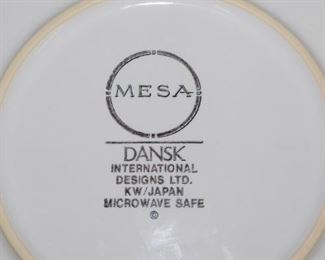 MESA
DANSK
INTERNATIONAL
DESIGNS LTD.
KW/JAPAN
MICROWAVE SAFE
©